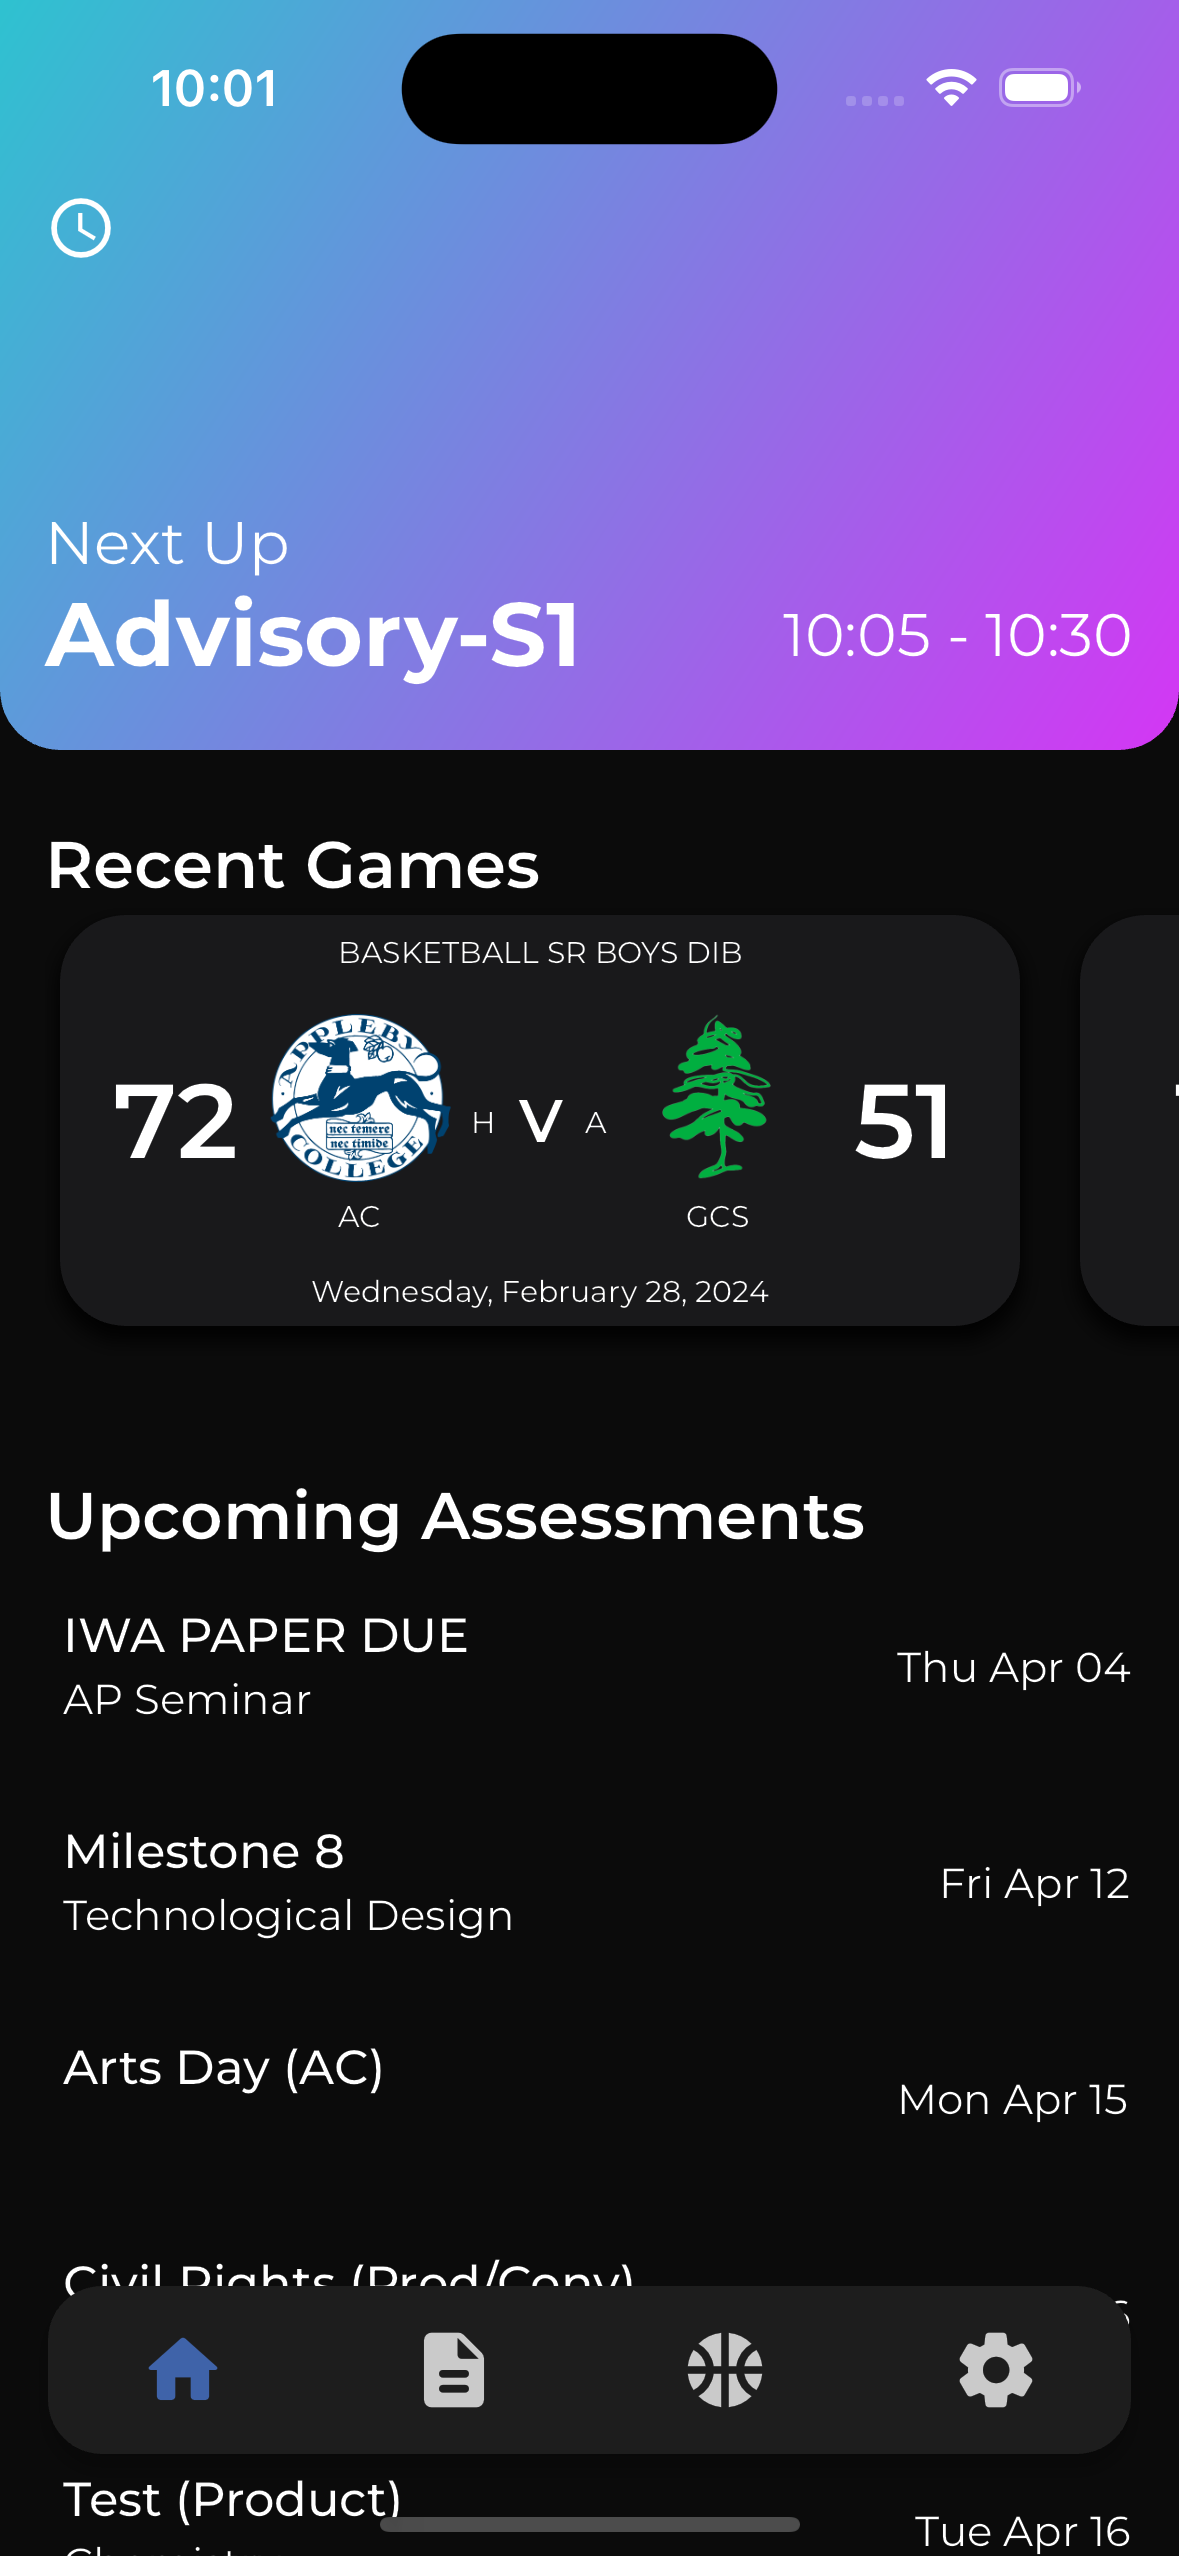 10:01
Next Up
Advisory-S1
10:05 - 10:30
Recent Games
BASKETBALL SR BOYS DIB
72
APPLEBY
nec temere
nec timide
COLLEGE
H V A
51
AC
GCS
Wednesday, February 28, 2024
Upcoming Assessments
IWA PAPER DUE
AP Seminar
Thu Apr 04
Milestone 8
Technological Design
Fri Apr 12
Arts Day (AC)
Mon Apr 15
Civil Rights (Prod/Conv)
Test (Product)
Tue Apr 16